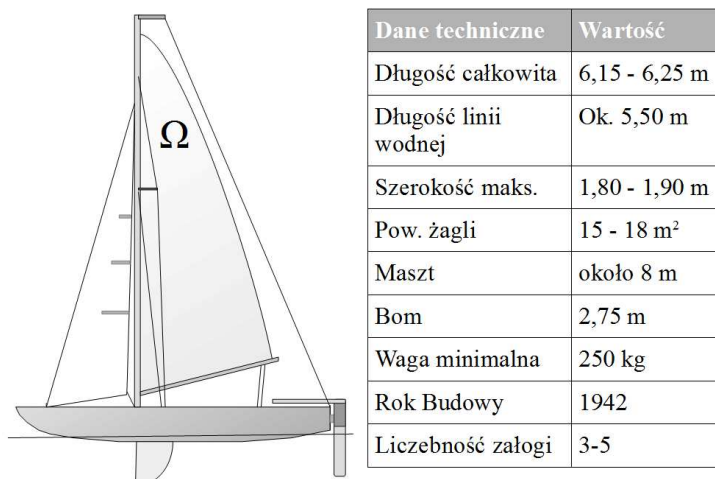 Ω
Dane techniczne Wartość
Długość całkowita 6,15 - 6,25 m
Długość linii Ok. 5,50 m
wodnej
Szerokość maks. 1,80 - 1,90 m
Pow. żagli 15 - 18 m²
Maszt około 8 m
Bom 2,75 m
Waga minimalna 250 kg
Rok Budowy 1942
Liczebność załogi 3-5